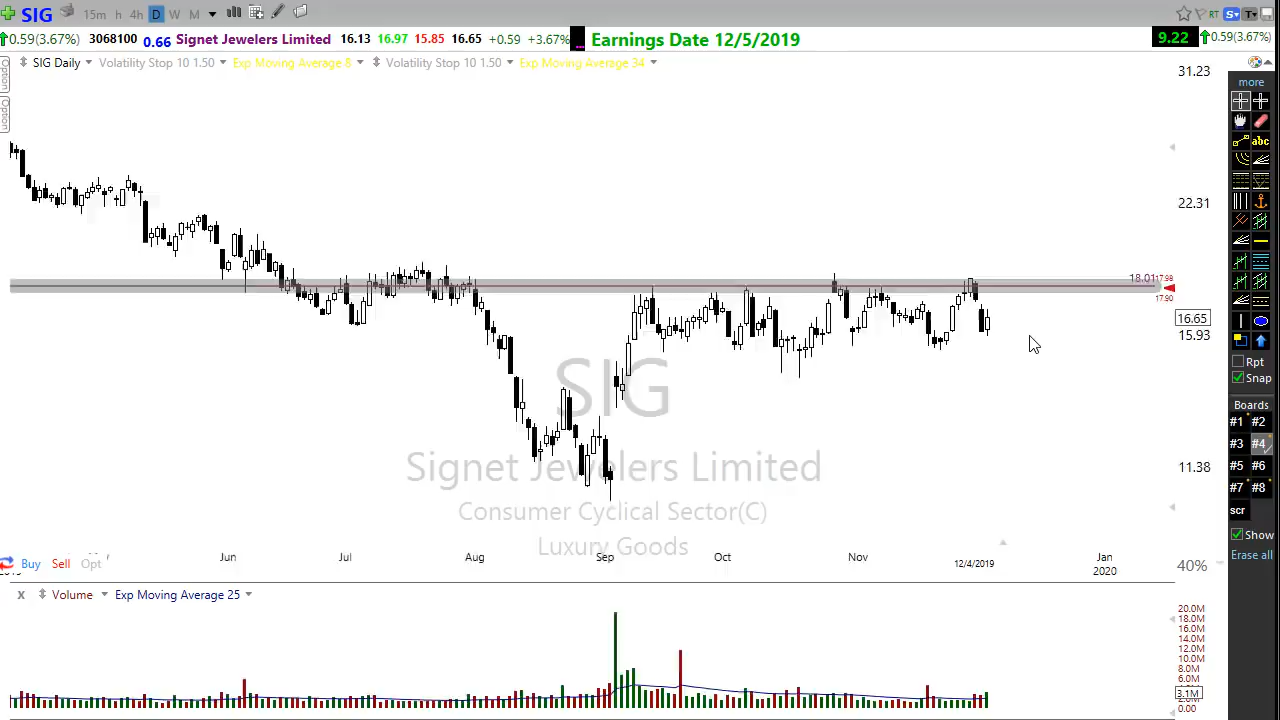 SIG 15m h 4h D W M RT S T
0.59(3.67%) 3068100 0.66 Signet Jewelers Limited 16.13 16.97 15.85 16.65 +0.59 +3.67% Earnings Date 12/5/2019 9.22 0.59(3.67%)
SIG Daily Volatility Stop 10 1.50 Exp Moving Average 8 Volatility Stop 10 1.50 Exp Moving Average 34
Option
Option
31.23
22.31
18.01 17.98
17.90
16.65
15.93
11.38
40%
SIG
Signet Jewelers Limited
Consumer Cyclical Sector(C)
Luxury Goods
Jun Jul Aug Sep Oct Nov 12/4/2019 Jan
2020
Buy Sell Opt
X Volume Exp Moving Average 25
20.0M
18.0M
16.0M
14.0M
12.0M
10.0M
8.0M
6.0M
3.1M
0.00
more
abc
Rpt
Snap
Boards
#1 #2
#3 #4
#5 #6
#7 #8
scr
Show
Erase all